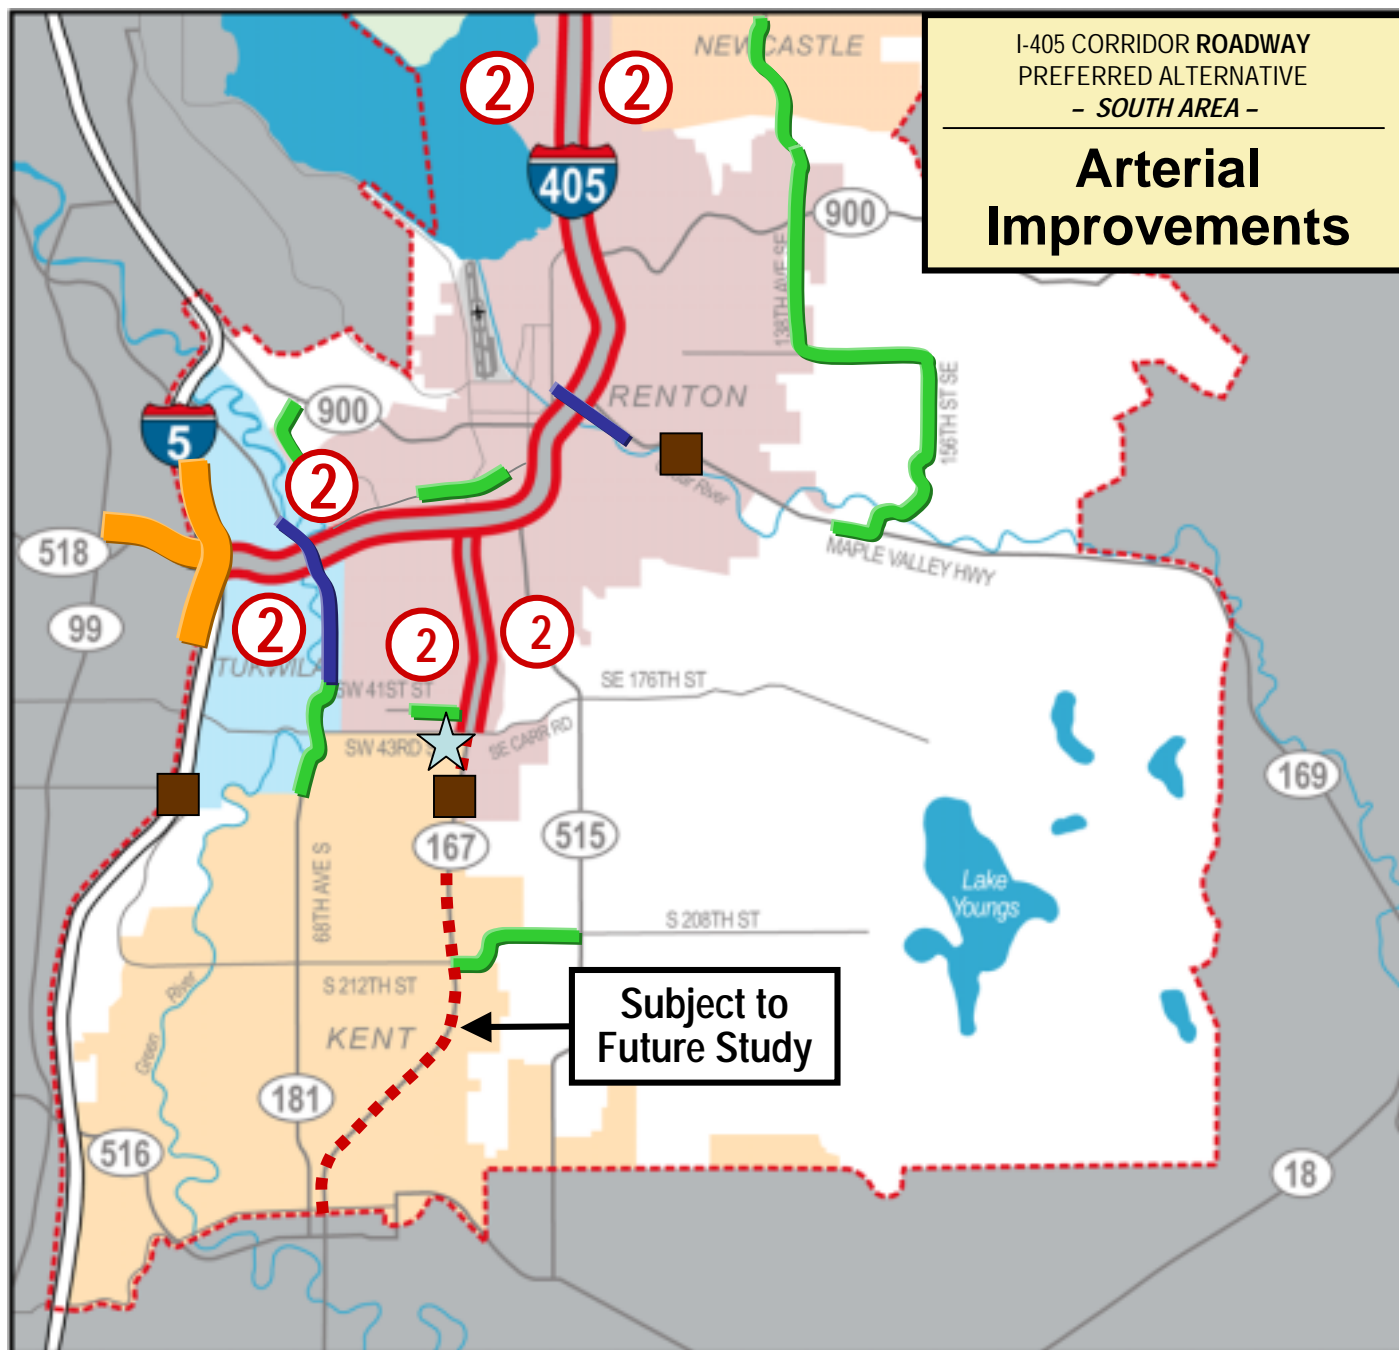 I-405 CORRIDOR ROADWAY
PREFERRED ALTERNATIVE
– SOUTH AREA –
Arterial
Improvements
NEWCASTLE
2
2
405
900
138TH AVE SE
RENTON
900
5
156TH ST SE
2
River
518
MAPLE VALLEY HWY
99
2
2
2
TUKWILA
SW 41ST ST
SE 176TH ST
SW 43RD S
SE CARR RD
169
167
515
68TH AVE S
Lake
Youngs
S 208TH ST
S 212TH ST
Green
River
KENT
Subject to
Future Study
181
516
18